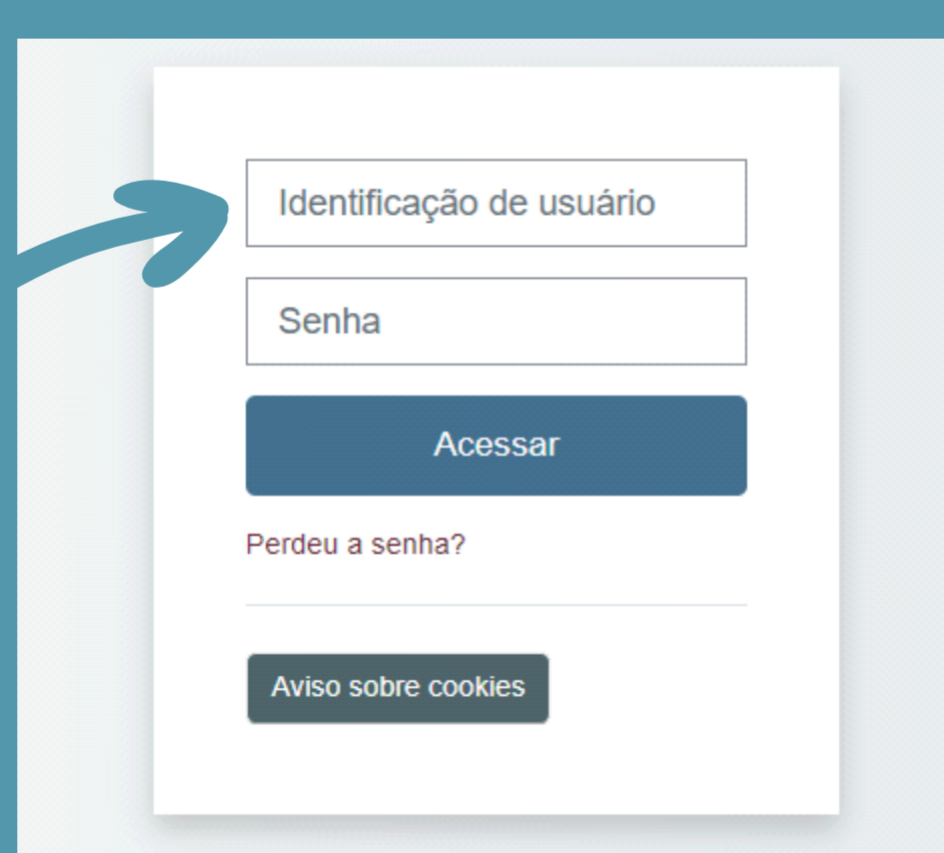 Identificação de usuário
Senha
Acessar
Perdeu a senha?
Aviso sobre cookies